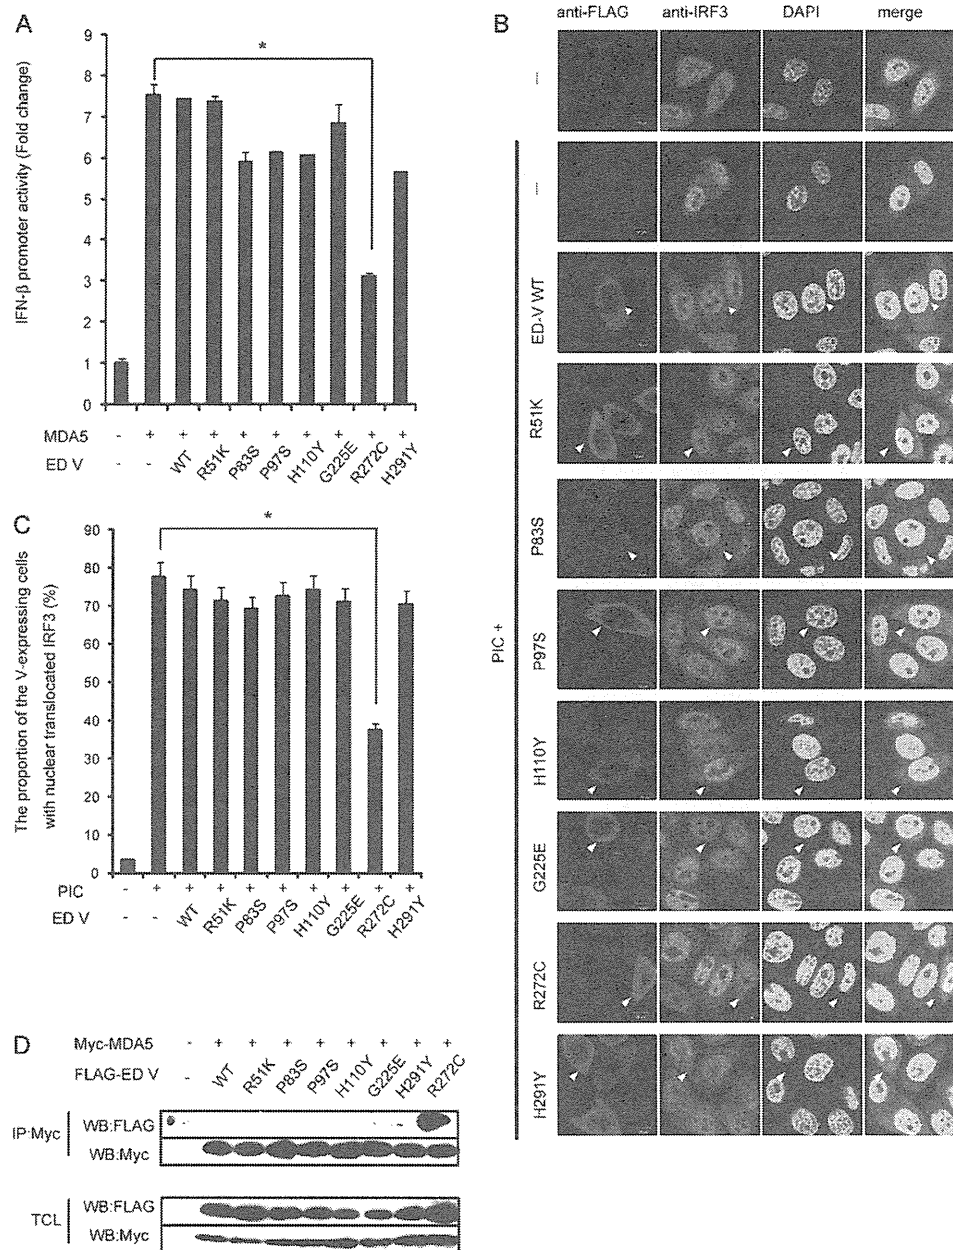 A
IFN-β promoter activity (Fold change)
9
8
7
6
5
4
3
2
1
0
*
MDA5 - + + + + + + + + +
ED V - - WT R51K P83S P97S H110Y G225E R272C H291Y
B
anti-FLAG anti-IRF3 DAPI merge
–
–
ED-V WT
R51K
P83S
P97S
H110Y
G225E
R272C
H291Y
PIC +
C
The proportion of the V-expressing cells
with nuclear translocated IRF3 (%)
90
80
70
60
50
40
30
20
10
0
*
PIC - + + + + + + + + +
ED V - - WT R51K P83S P97S H110Y G225E R272C H291Y
D
Myc-MDA5 - + + + + + + + +
FLAG-ED V - WT R51K P83S P97S H110Y G225E H291Y R272C
IP:Myc
WB:FLAG
WB:Myc
TCL
WB:FLAG
WB:Myc